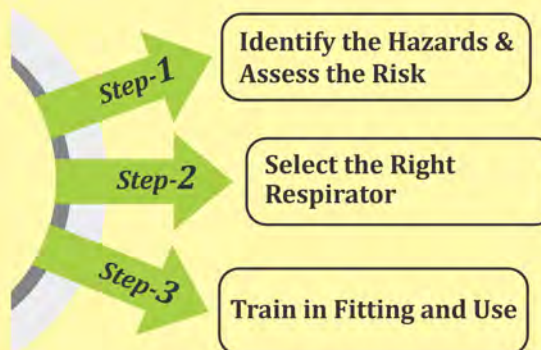 Step-1
Identify the Hazards &
Assess the Risk
Step-2
Select the Right
Respirator
Step-3
Train in Fitting and Use